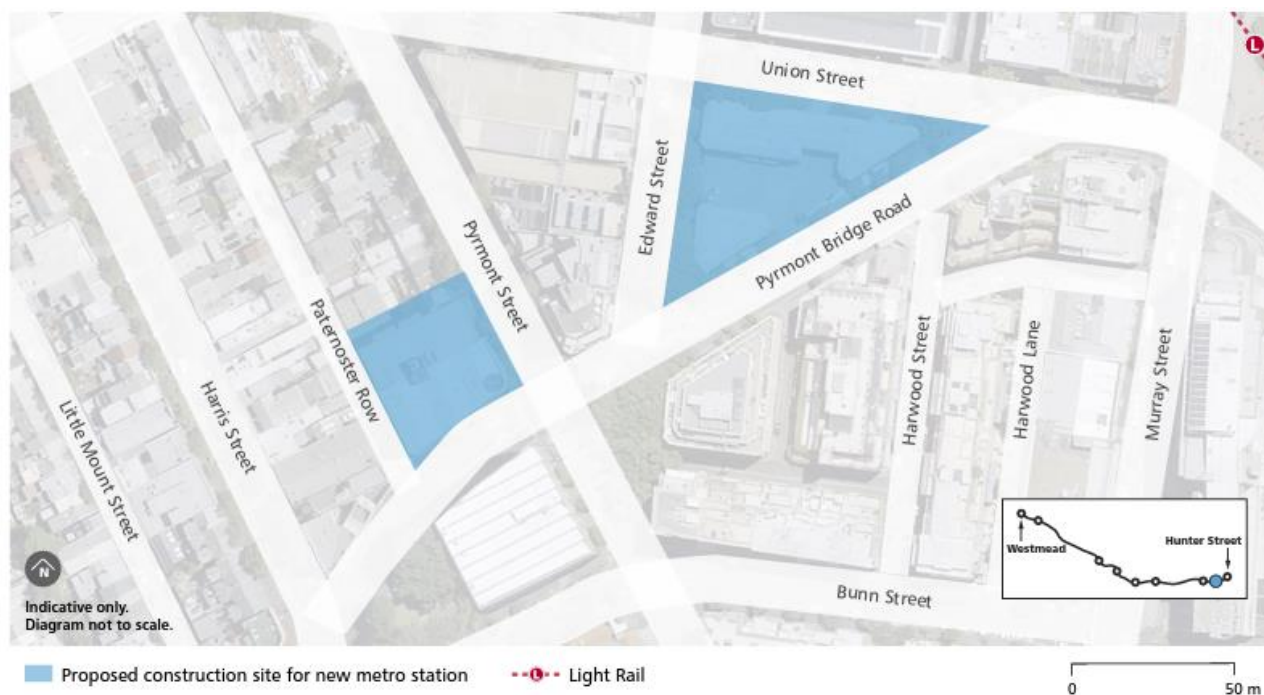 L
Union Street
Edward Street
Pyrmont Bridge Road
Pyrmont Street
Paternoster Row
Harris Street
Little Mount Street
Harwood Street
Harwood Lane
Murray Street
Bunn Street
Westmead
Hunter Street
N
Indicative only.
Diagram not to scale.
Proposed construction site for new metro station
L
Light Rail
0
50 m